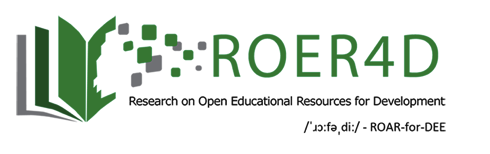 ROER4D
Research on Open Educational Resources for Development
/ˈɹɔːfəˌdiː/ - ROAR-for-DEE